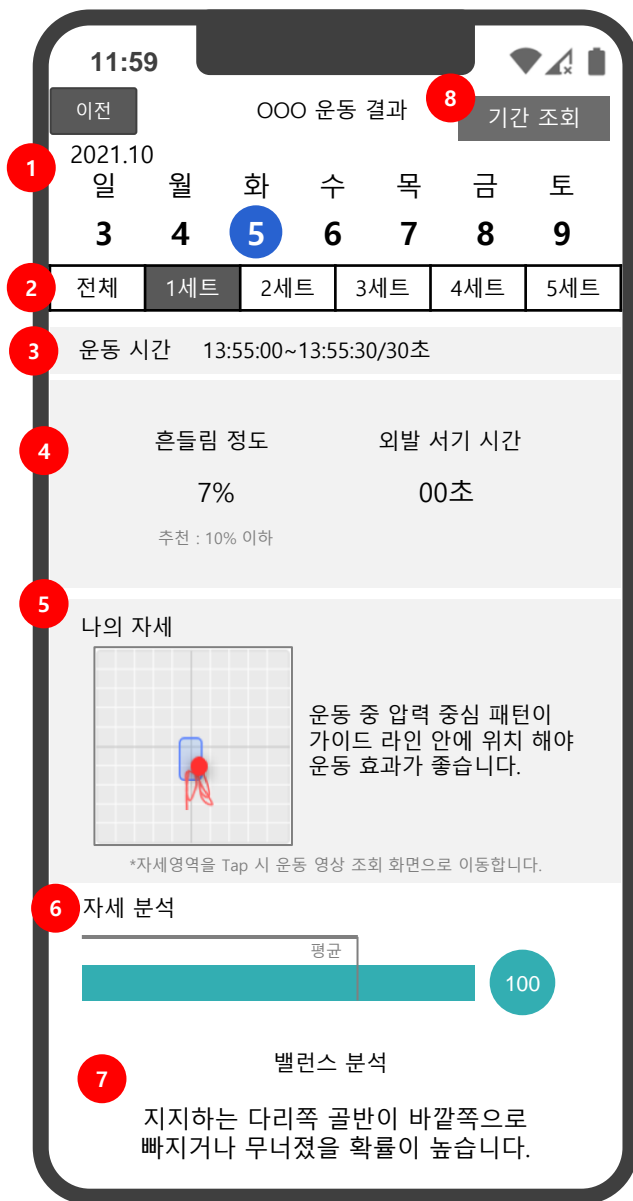 11:59
이전
OOO 운동 결과
8
기간 조회
1
2021.10
일 월 화 수 목 금 토
3 4 5 6 7 8 9
2
전체 1세트 2세트 3세트 4세트 5세트
3
운동 시간 13:55:00~13:55:30/30초
4
흔들림 정도 외발 서기 시간
7% 00초
추천 : 10% 이하
5
나의 자세
운동 중 압력 중심 패턴이
가이드 라인 안에 위치 해야
운동 효과가 좋습니다.
*자세영역을 Tap 시 운동 영상 조회 화면으로 이동합니다.
6
자세 분석
평균
100
7
밸런스 분석
지지하는 다리쪽 골반이 바깥쪽으로
빠지거나 무너졌을 확률이 높습니다.